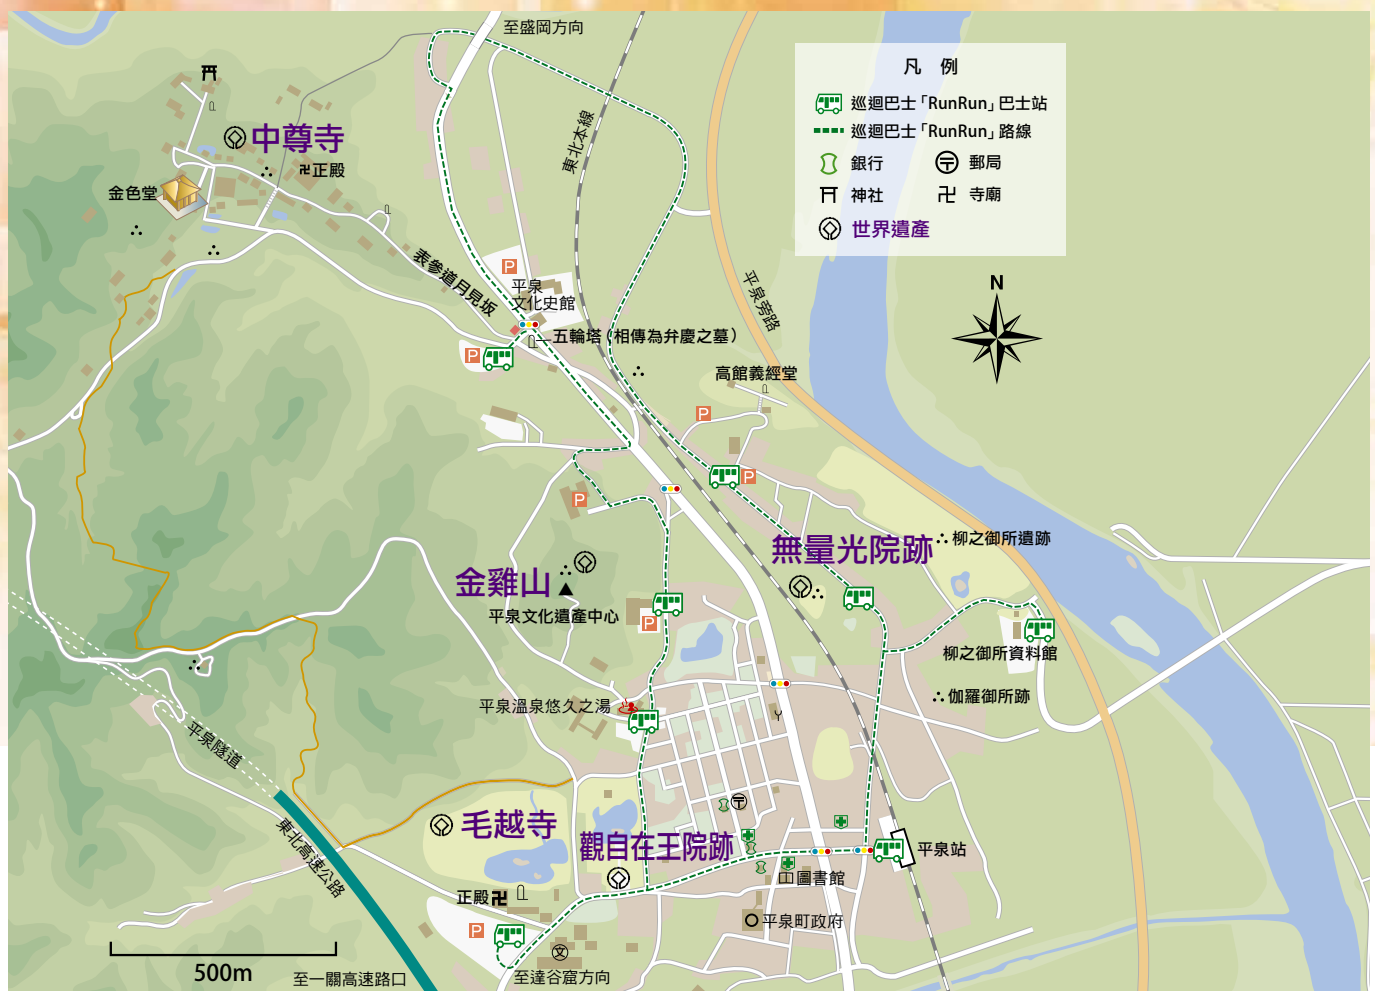 至盛岡方向
凡 例
巡迴巴士「RunRun」巴士站
巡迴巴士「RunRun」路線
銀行
郵局
神社
寺廟
世界遺產
中尊寺
正殿
金色堂
東北本線
表參道月見坂
P
平泉
文化史館
五輪塔（相傳為弁慶之墓）
P
平泉旁路
N
高館義經堂
P
P
P
無量光院跡
柳之御所遺跡
金雞山
平泉文化遺產中心
P
柳之御所資料館
伽羅御所跡
平泉溫泉悠久之湯
平泉隧道
毛越寺
觀自在王院跡
東北高速公路
平泉站
圖書館
正殿
平泉町政府
P
文
500m
至一關高速路口
至達谷窟方向